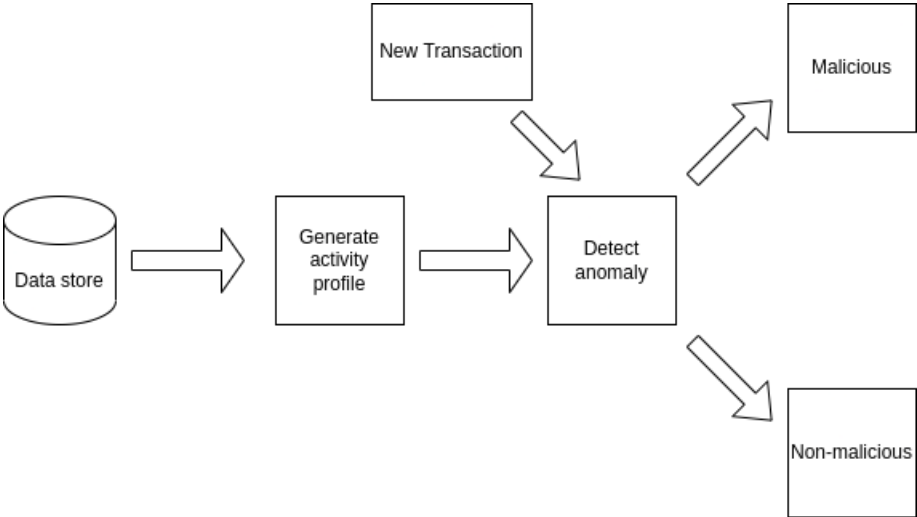 New Transaction
Malicious
Data store
Generate
activity
profile
Detect
anomaly
Non-malicious